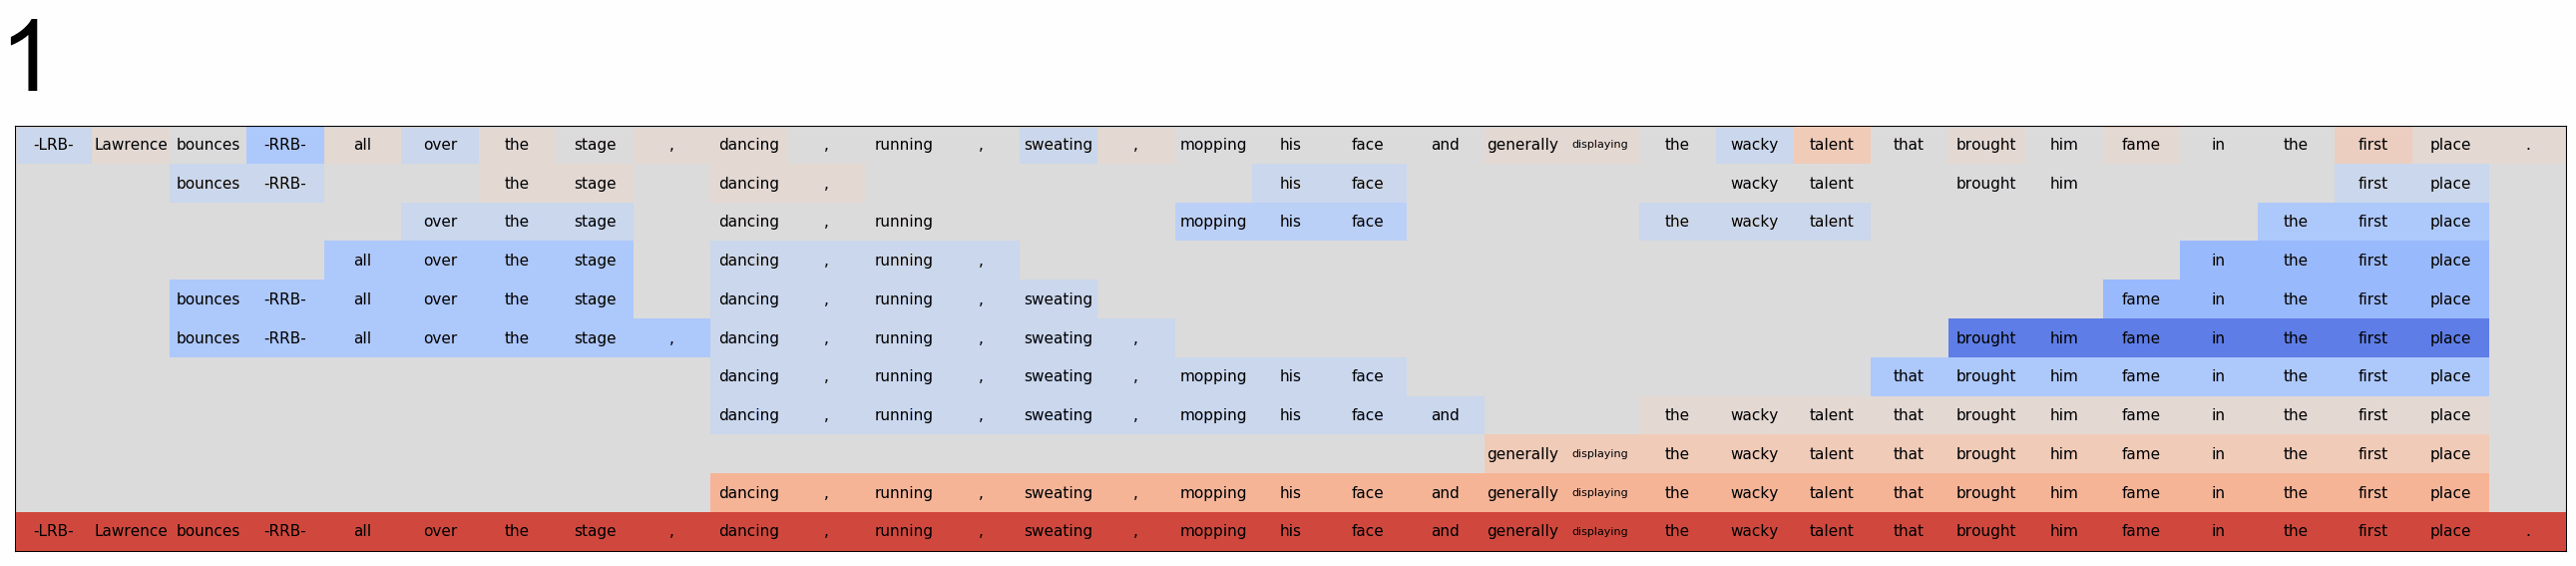 1
-LRB- Lawrence bounces -RRB- all over the stage , dancing , running , sweating , mopping his face and generally displaying the wacky talent that brought him fame in the first place .
bounces -RRB- the stage dancing , his face wacky talent brought him first place
over the stage dancing , running mopping his face the wacky talent the first place
all over the stage dancing , running , in the first place
bounces -RRB- all over the stage dancing , running , sweating fame in the first place
bounces -RRB- all over the stage , dancing , running , sweating , brought him fame in the first place
dancing , running , sweating , mopping his face that brought him fame in the first place
dancing , running , sweating , mopping his face and the wacky talent that brought him fame in the first place
generally displaying the wacky talent that brought him fame in the first place
dancing , running , sweating , mopping his face and generally displaying the wacky talent that brought him fame in the first place
-LRB- Lawrence bounces -RRB- all over the stage , dancing , running , sweating , mopping his face and generally displaying the wacky talent that brought him fame in the first place .